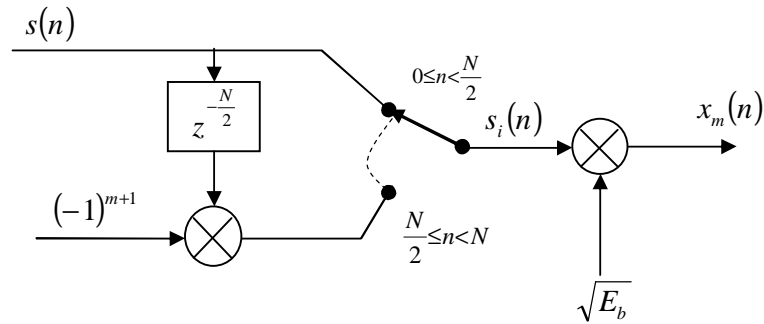 s(n)
0≤n<N/2
z^{-N/2}
s_i(n)
x_m(n)
(-1)^{m+1}
N/2≤n<N
√E_b